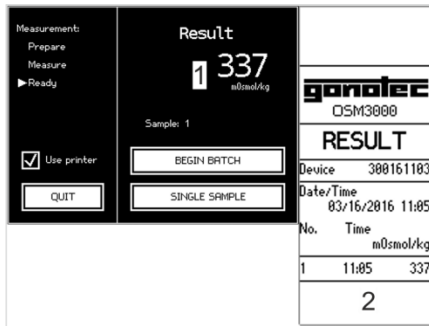 Measurement:
Prepare
Measure
▶Ready
Use printer
QUIT
Result
1 337
mOsmol/kg
Sample: 1
BEGIN BATCH
SINGLE SAMPLE
gonotec
OSM3000
RESULT
Device 300161103
Date/Time
03/16/2016 11:05
No. Time
mOsmol/kg
1 11:05 337
2